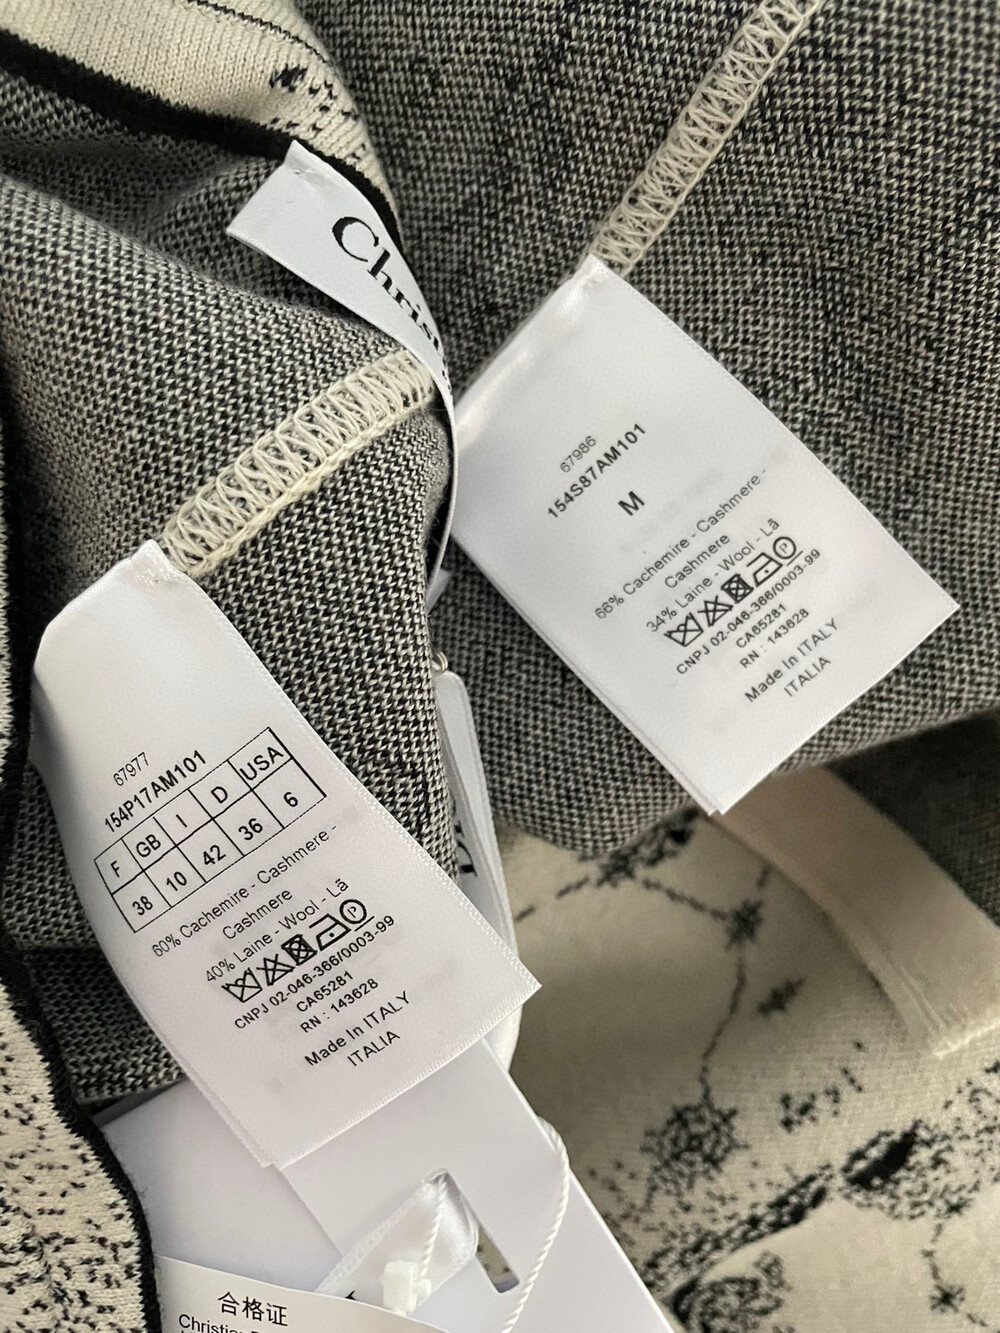 Chris
67986
154S87AM101
M
66% Cachemire - Cashmere -
Cashmere
34% Laine - Wool - Lã
CNPJ 02-046-366/0003-99
CA65281
RN : 143628
Made In ITALY
ITALIA
67977
154P17AM101
F GB I D USA
38 10 42 36 6
60% Cachemire - Cashmere -
Cashmere
40% Laine - Wool - Lã
CNPJ 02-046-366/0003-99
CA65281
RN : 143628
Made In ITALY
ITALIA
合格证
Christian